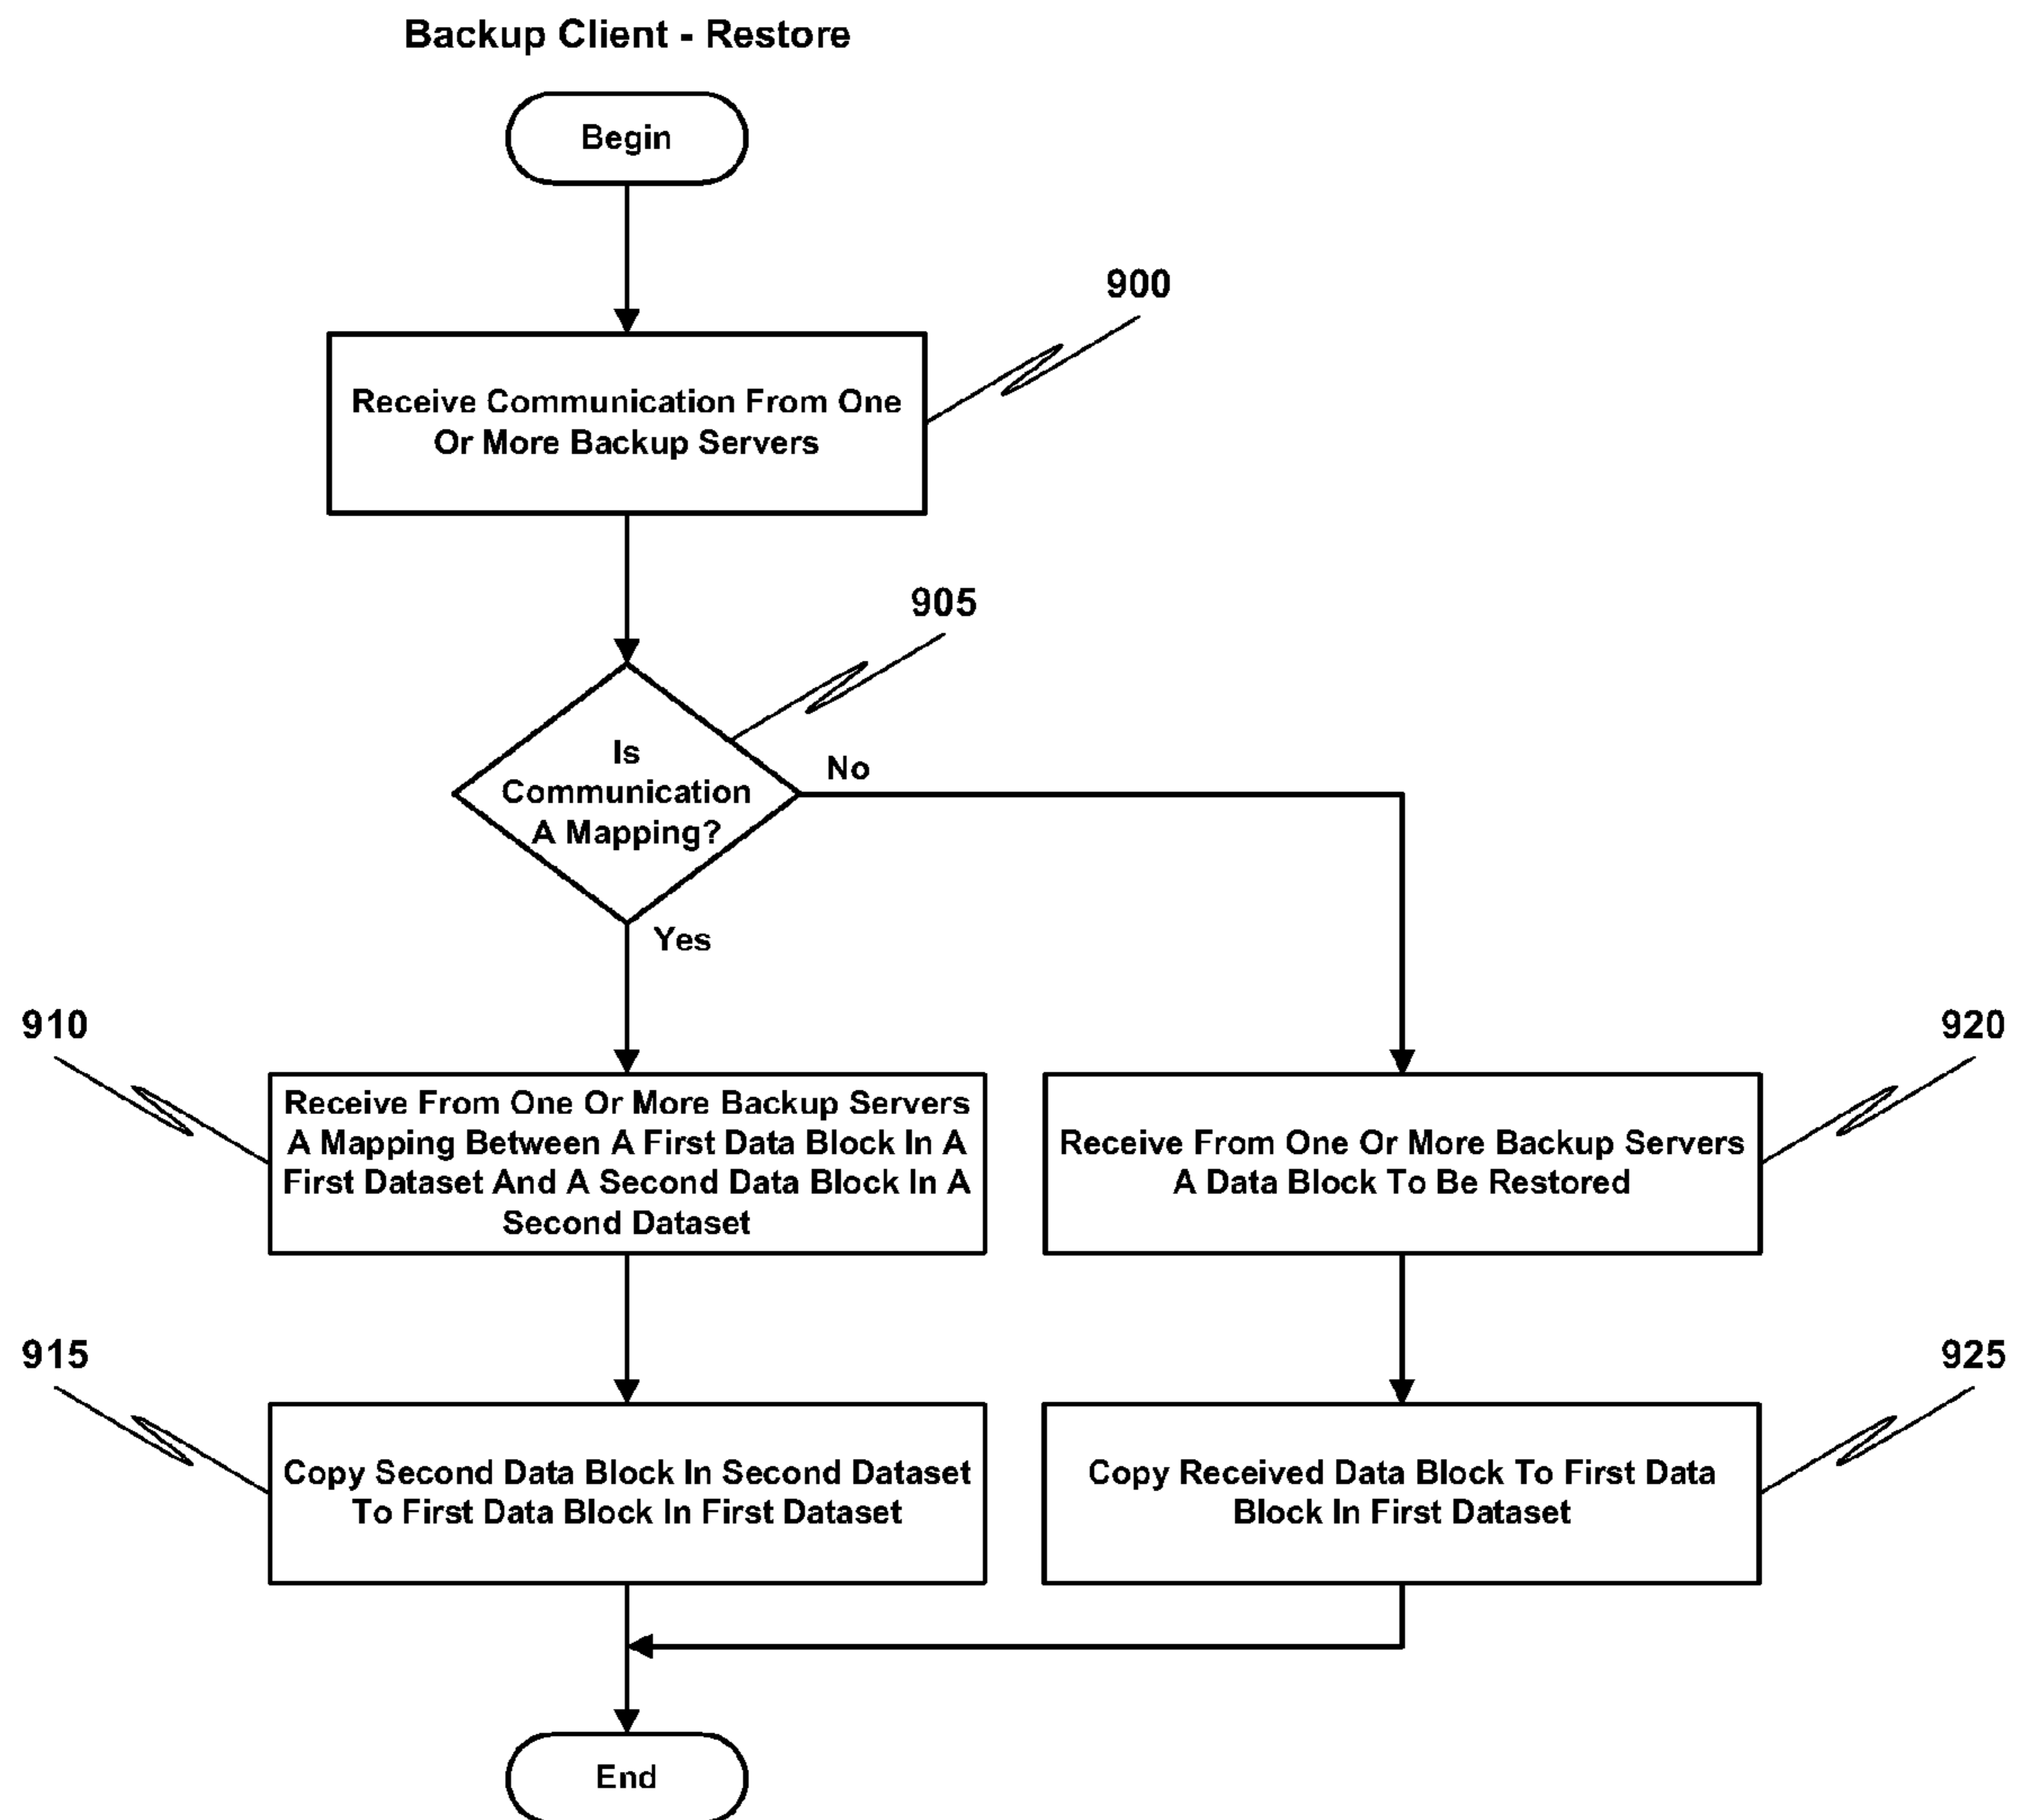 Backup Client - Restore
Begin
900
Receive Communication From One
Or More Backup Servers
905
Is
Communication
A Mapping?
No
Yes
910
Receive From One Or More Backup Servers
A Mapping Between A First Data Block In A
First Dataset And A Second Data Block In A
Second Dataset
920
Receive From One Or More Backup Servers
A Data Block To Be Restored
915
Copy Second Data Block In Second Dataset
To First Data Block In First Dataset
925
Copy Received Data Block To First Data
Block In First Dataset
End